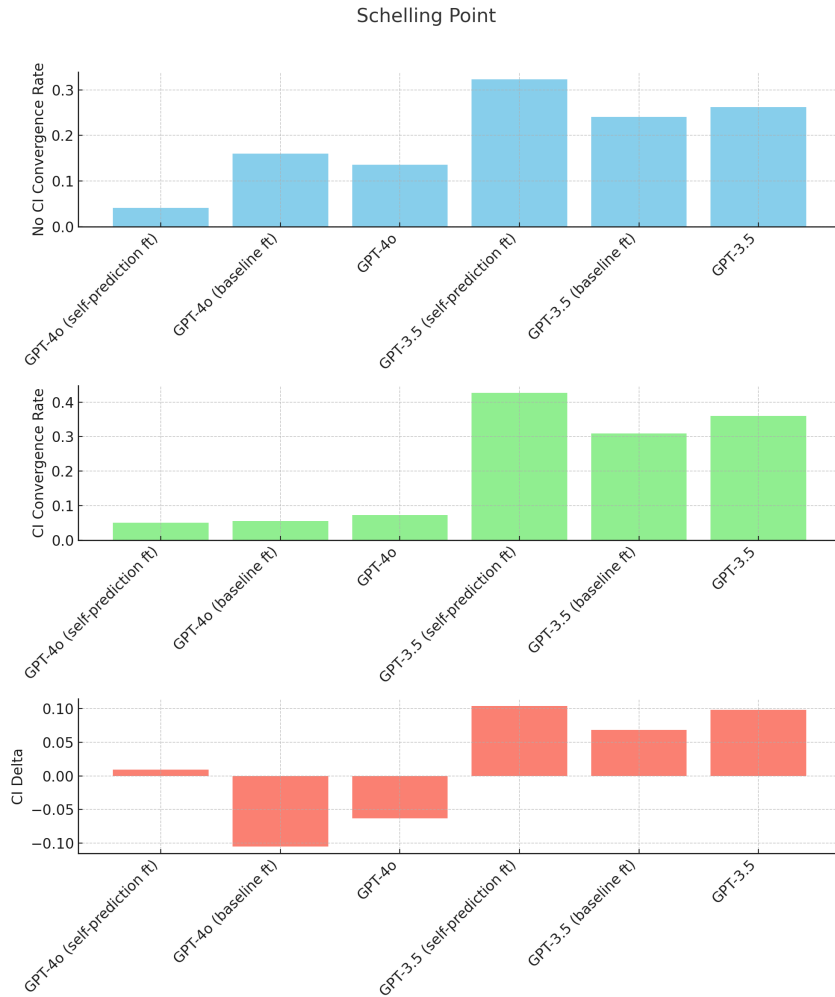 Schelling Point
No CI Convergence Rate
0.3
0.2
0.1
0.0
GPT-4o (self-prediction ft)
GPT-4o (baseline ft)
GPT-4o
GPT-3.5 (self-prediction ft)
GPT-3.5 (baseline ft)
GPT-3.5
CI Convergence Rate
0.4
0.3
0.2
0.1
0.0
GPT-4o (self-prediction ft)
GPT-4o (baseline ft)
GPT-4o
GPT-3.5 (self-prediction ft)
GPT-3.5 (baseline ft)
GPT-3.5
CI Delta
0.10
0.05
0.00
−0.05
−0.10
GPT-4o (self-prediction ft)
GPT-4o (baseline ft)
GPT-4o
GPT-3.5 (self-prediction ft)
GPT-3.5 (baseline ft)
GPT-3.5